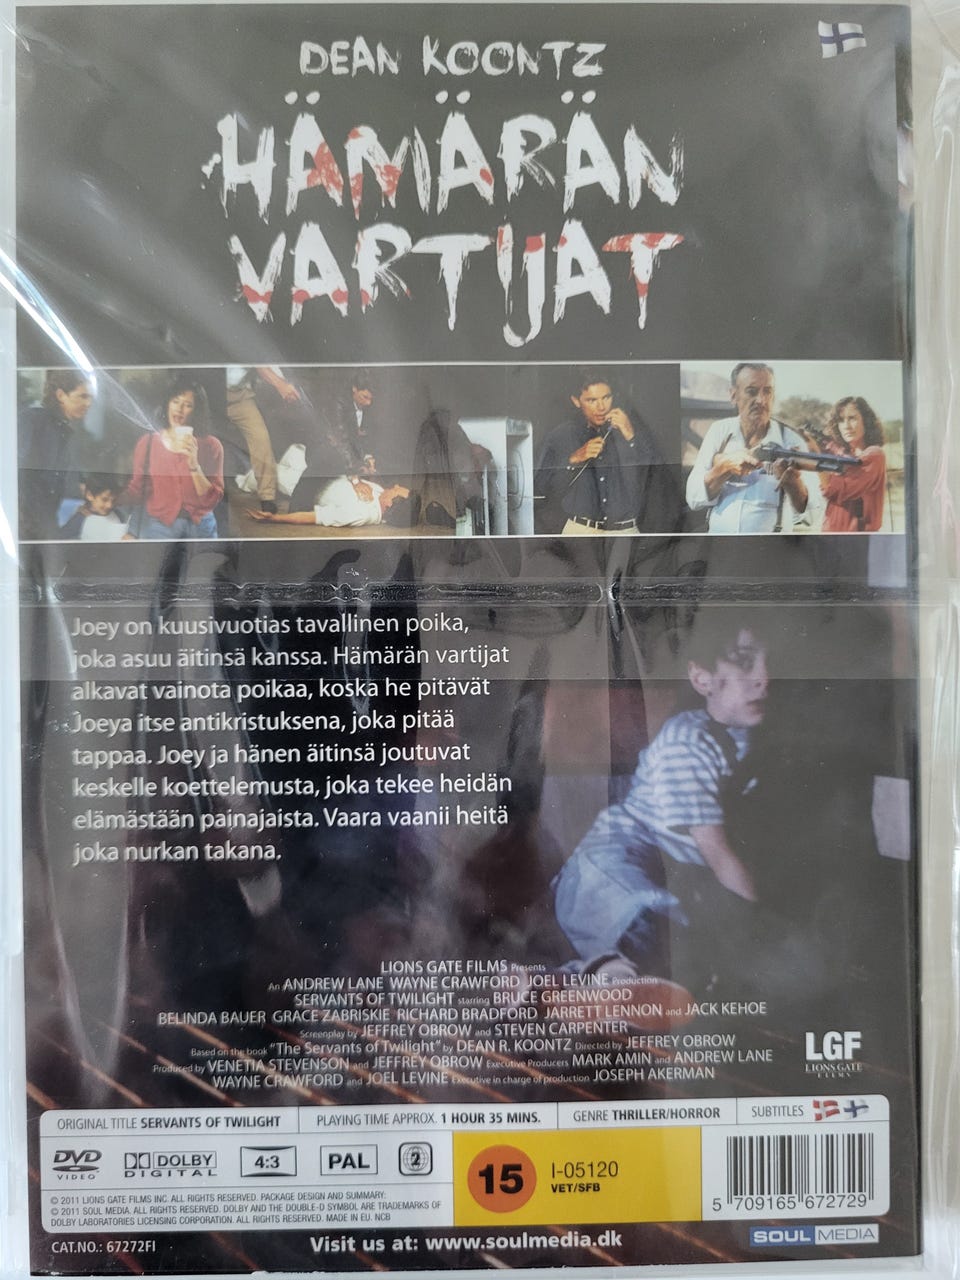 DEAN KOONTZ
HÄMÄRÄN
VARTIJAT
Joey on kuusivuotias tavallinen poika,
joka asuu äitinsä kanssa. Hämärän vartijat
alkavat vainota poikaa, koska he pitävät
Joeya itse antikristuksena, joka pitää
tappaa. Joey ja hänen äitinsä joutuvat
keskelle koettelemusta, joka tekee heidän
elämästään painajaista. Vaara vaanii heitä
joka nurkan takana.
LIONS GATE FILMS Presents
An ANDREW LANE WAYNE CRAWFORD JOEL LEVINE Production
SERVANTS OF TWILIGHT starring BRUCE GREENWOOD
BELINDA BAUER GRACE ZABRISKIE RICHARD BRADFORD JARRETT LENNON and JACK KEHOE
Screenplay by JEFFREY OBROW and STEVEN CARPENTER
Based on the book "The Servants of Twilight" by DEAN R. KOONTZ Directed by JEFFREY OBROW
Produced by VENETIA STEVENSON and JEFFREY OBROW Executive Producers MARK AMIN and ANDREW LANE
WAYNE CRAWFORD and JOEL LEVINE Executive in charge of production JOSEPH AKERMAN
LGF
LIONS GATE
FILMS
ORIGINAL TITLE SERVANTS OF TWILIGHT PLAYING TIME APPROX. 1 HOUR 35 MINS. GENRE THRILLER/HORROR SUBTITLES
DVD
VIDEO
DOLBY
DIGITAL
4:3
PAL
2
15
I-05120
VET/SFB
5 709165 672729
© 2011 LIONS GATE FILMS INC. ALL RIGHTS RESERVED. PACKAGE DESIGN AND SUMMARY:
© 2011 SOUL MEDIA. ALL RIGHTS RESERVED. DOLBY AND THE DOUBLE-D SYMBOL ARE TRADEMARKS OF
DOLBY LABORATORIES LICENSING CORPORATION. ALL RIGHTS RESERVED. MADE IN EU. NCB
CAT.NO.: 67272FI
Visit us at: www.soulmedia.dk
SOUL MEDIA